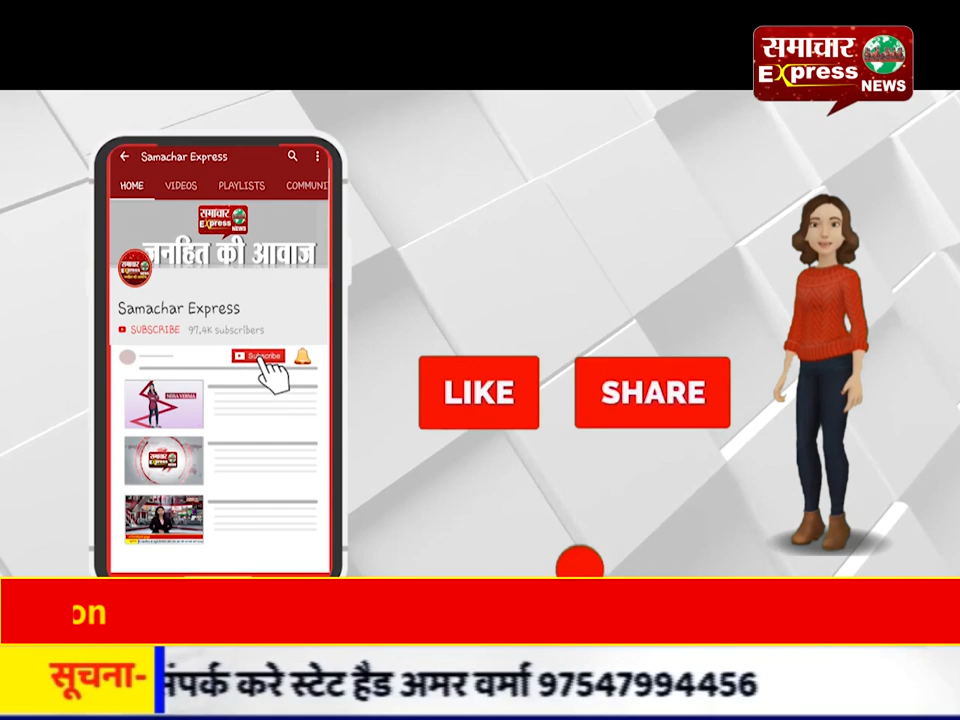 समाचार
Express
NEWS
Samachar Express
HOME VIDEOS PLAYLISTS COMMUNI
समाचार
Express
NEWS
जनहित की आवाज
Samachar Express
SUBSCRIBE 97.4K subscribers
Subscribe
LIKE SHARE
on
सूचना- संपर्क करे स्टेट हैड अमर वर्मा 97547994456